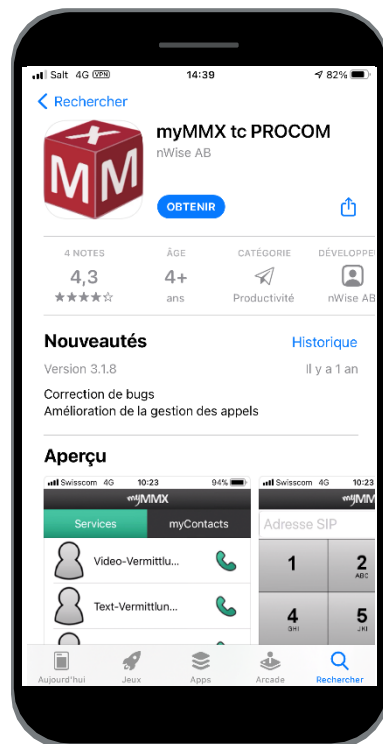 Salt 4G VPN 14:39 82%
Rechercher
myMMX tc PROCOM
nWise AB
X
M M
OBTENIR
4 NOTES ÂGE CATÉGORIE DÉVELOPPE
4,3 4+
ans Productivité nWise AB
Nouveautés Historique
Version 3.1.8 Il y a 1 an
Correction de bugs
Amélioration de la gestion des appels
Aperçu
Swisscom 4G 10:23 94% Swisscom 4G 10:23
myMMX myMM
Services myContacts Adresse SIP
Video-Vermittlu... 1 2
ABC
Text-Vermittlun... 4 5
GHI JKL
Aujourd'hui Jeux Apps Arcade Rechercher